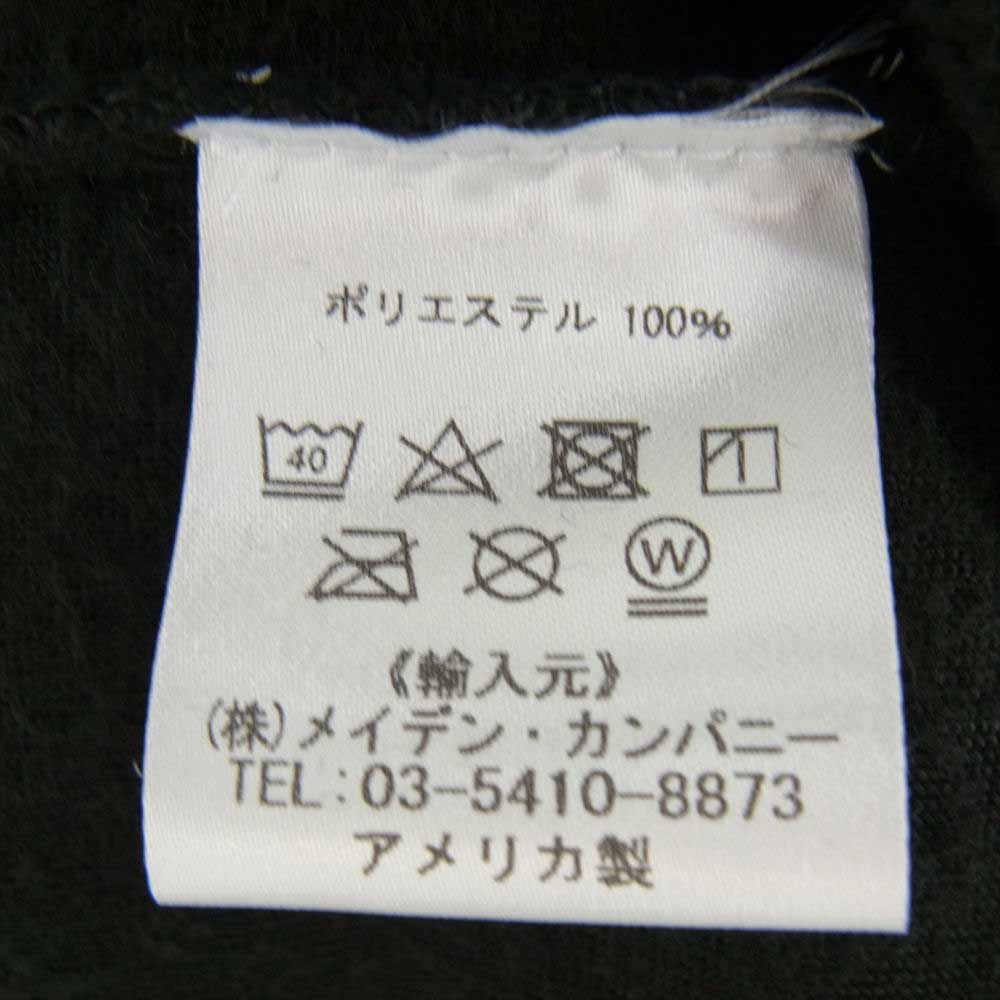 ポリエステル 100%
40
W
《輸入元》
(株)メイデン・カンパニー
TEL:03-5410-8873
アメリカ製